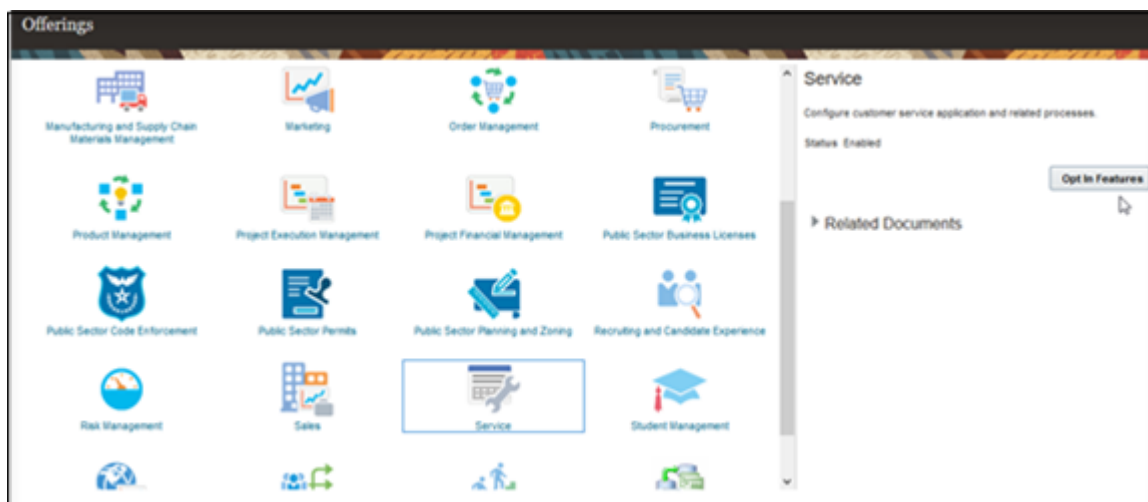 Offerings
Manufacturing and Supply Chain
Materials Management
Marketing
Order Management
Procurement
Product Management
Project Execution Management
Project Financial Management
Public Sector Business Licenses
Public Sector Code Enforcement
Public Sector Permits
Public Sector Planning and Zoning
Recruiting and Candidate Experience
Risk Management
Sales
Service
Student Management
Service
Configure customer service application and related processes.
Status Enabled
Opt In Features
Related Documents